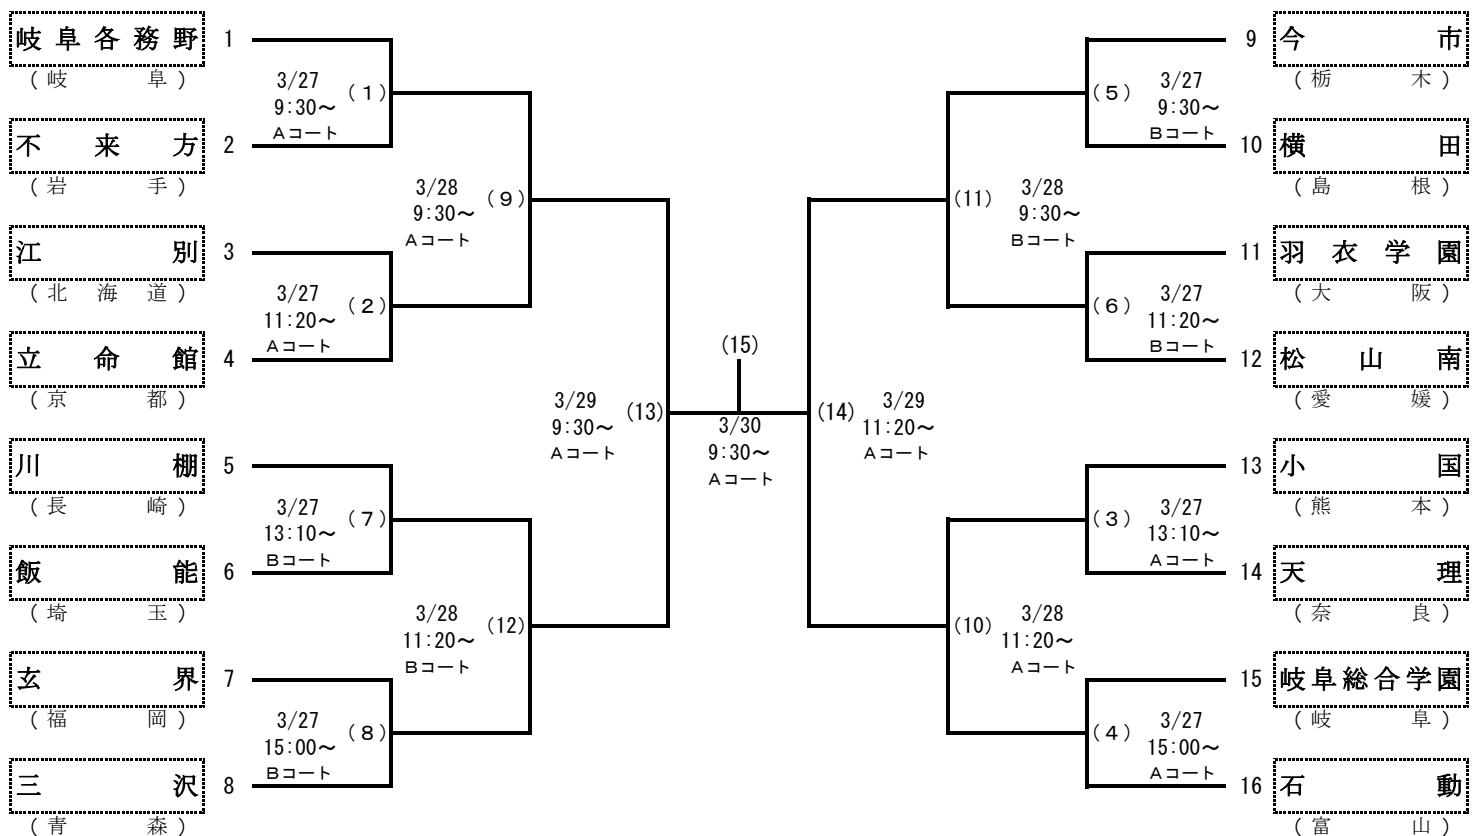 岐阜各務野 1
(岐阜)
3/27 (1)
9:30～
Aコート
不来方 2
(岩手)
3/28 (9)
9:30～
Aコート
江別 3
(北海道)
3/27 (2)
11:20～
Aコート
立命館 4
(京都)
3/29 (13)
9:30～
Aコート
川棚 5
(長崎)
3/27 (7)
13:10～
Bコート
飯能 6
(埼玉)
3/28 (12)
11:20～
Bコート
玄界 7
(福岡)
3/27 (8)
15:00～
Bコート
三沢 8
(青森)
(15)
3/30
9:30～
Aコート
9 今市
(栃木)
(5) 3/27
9:30～
Bコート
10 横田
(島根)
(11) 3/28
9:30～
Bコート
11 羽衣学園
(大阪)
(6) 3/27
11:20～
Bコート
12 松山南
(愛媛)
(14) 3/29
11:20～
Aコート
13 小国
(熊本)
(3) 3/27
13:10～
Aコート
14 天理
(奈良)
(10) 3/28
11:20～
Aコート
15 岐阜総合学園
(岐阜)
(4) 3/27
15:00～
Aコート
16 石動
(富山)